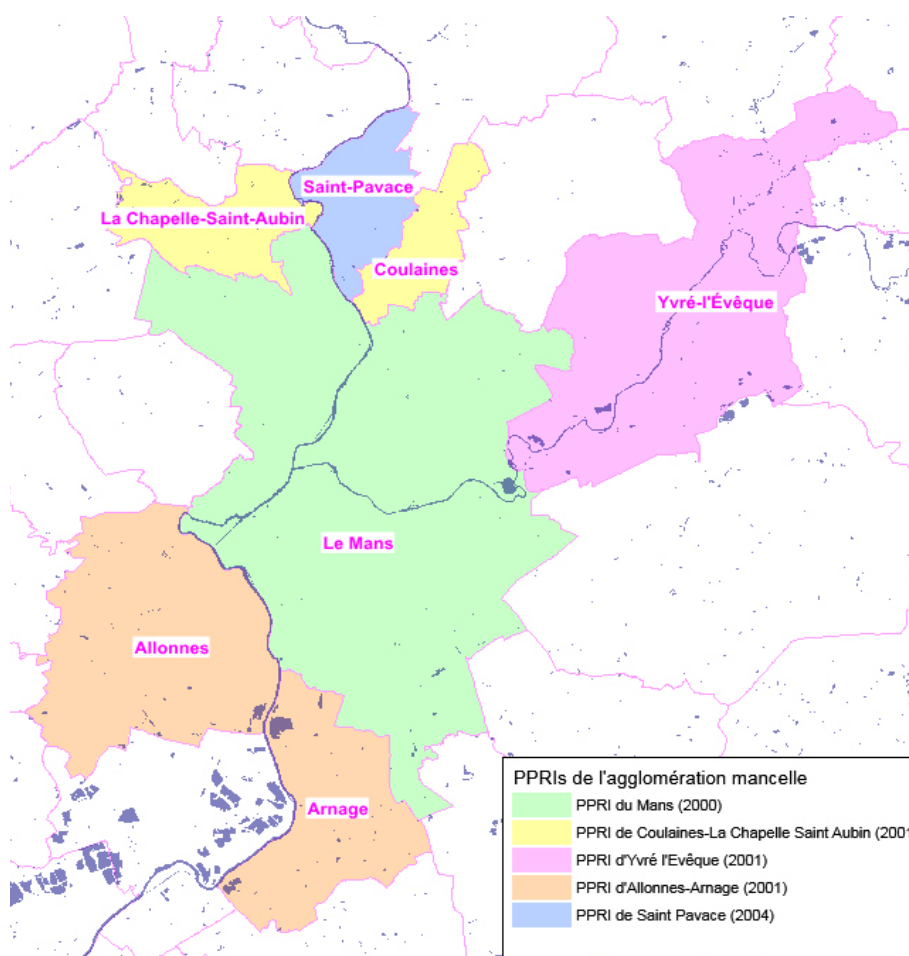 Saint-Pavace
La Chapelle-Saint-Aubin
Coulaines
Yvré-l'Évêque
Le Mans
Allonnes
Arnage
PPRIs de l'agglomération mancelle
PPRI du Mans (2000)
PPRI de Coulaines-La Chapelle Saint Aubin (2001
PPRI d'Yvré l'Evêque (2001)
PPRI d'Allonnes-Arnage (2001)
PPRI de Saint Pavace (2004)